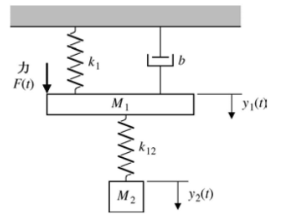 力
F(t)
k₁
b
M₁
y₁(t)
k₁₂
M₂
y₂(t)